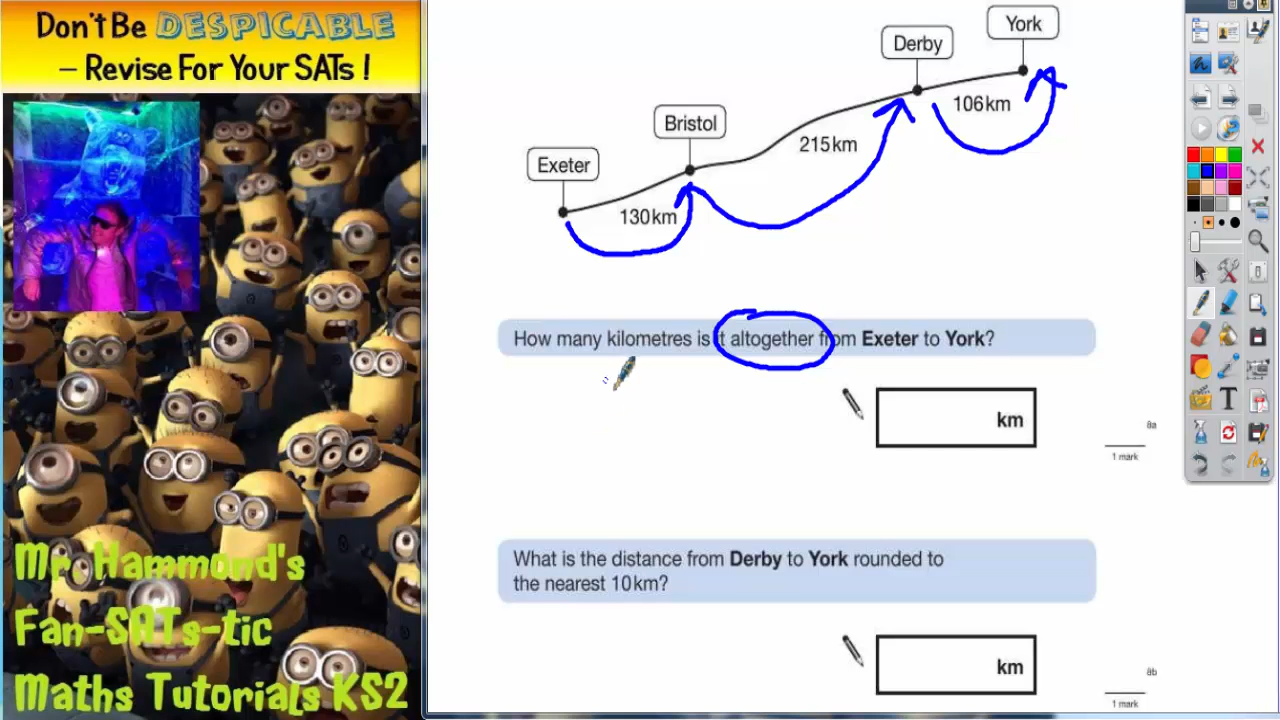 Don't Be DESPICABLE
– Revise For Your SATs !
Mr Hammond's
Fan-SATs-tic
Maths Tutorials KS2
York
Derby
106km
Bristol
215km
Exeter
130km
How many kilometres is it altogether from Exeter to York?
km
8a
1 mark
What is the distance from Derby to York rounded to
the nearest 10km?
km
8b
1 mark
T